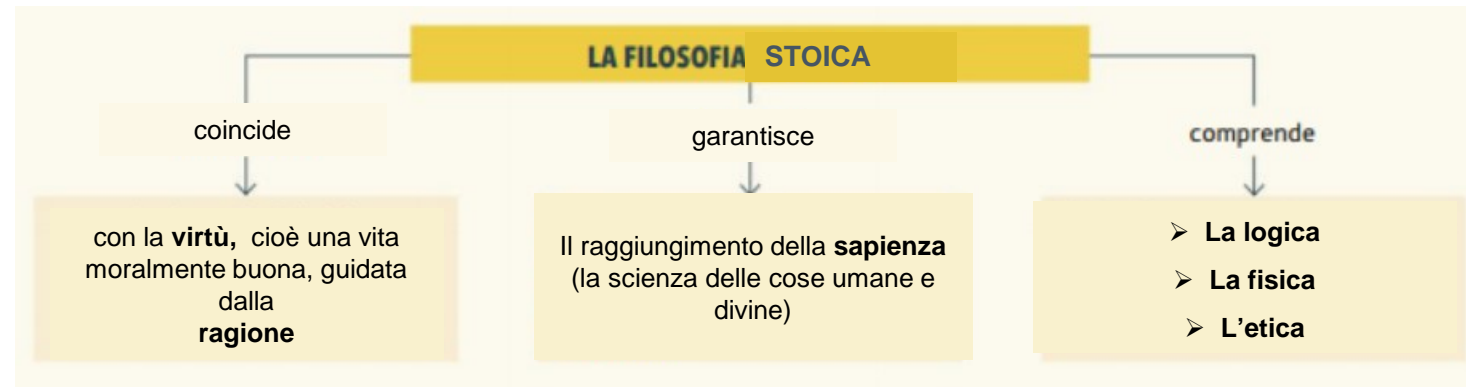 LA FILOSOFIA STOICA
coincide
garantisce
comprende
con la virtù, cioè una vita
moralmente buona, guidata
dalla
ragione
Il raggiungimento della sapienza
(la scienza delle cose umane e
divine)
➢ La logica
➢ La fisica
➢ L’etica